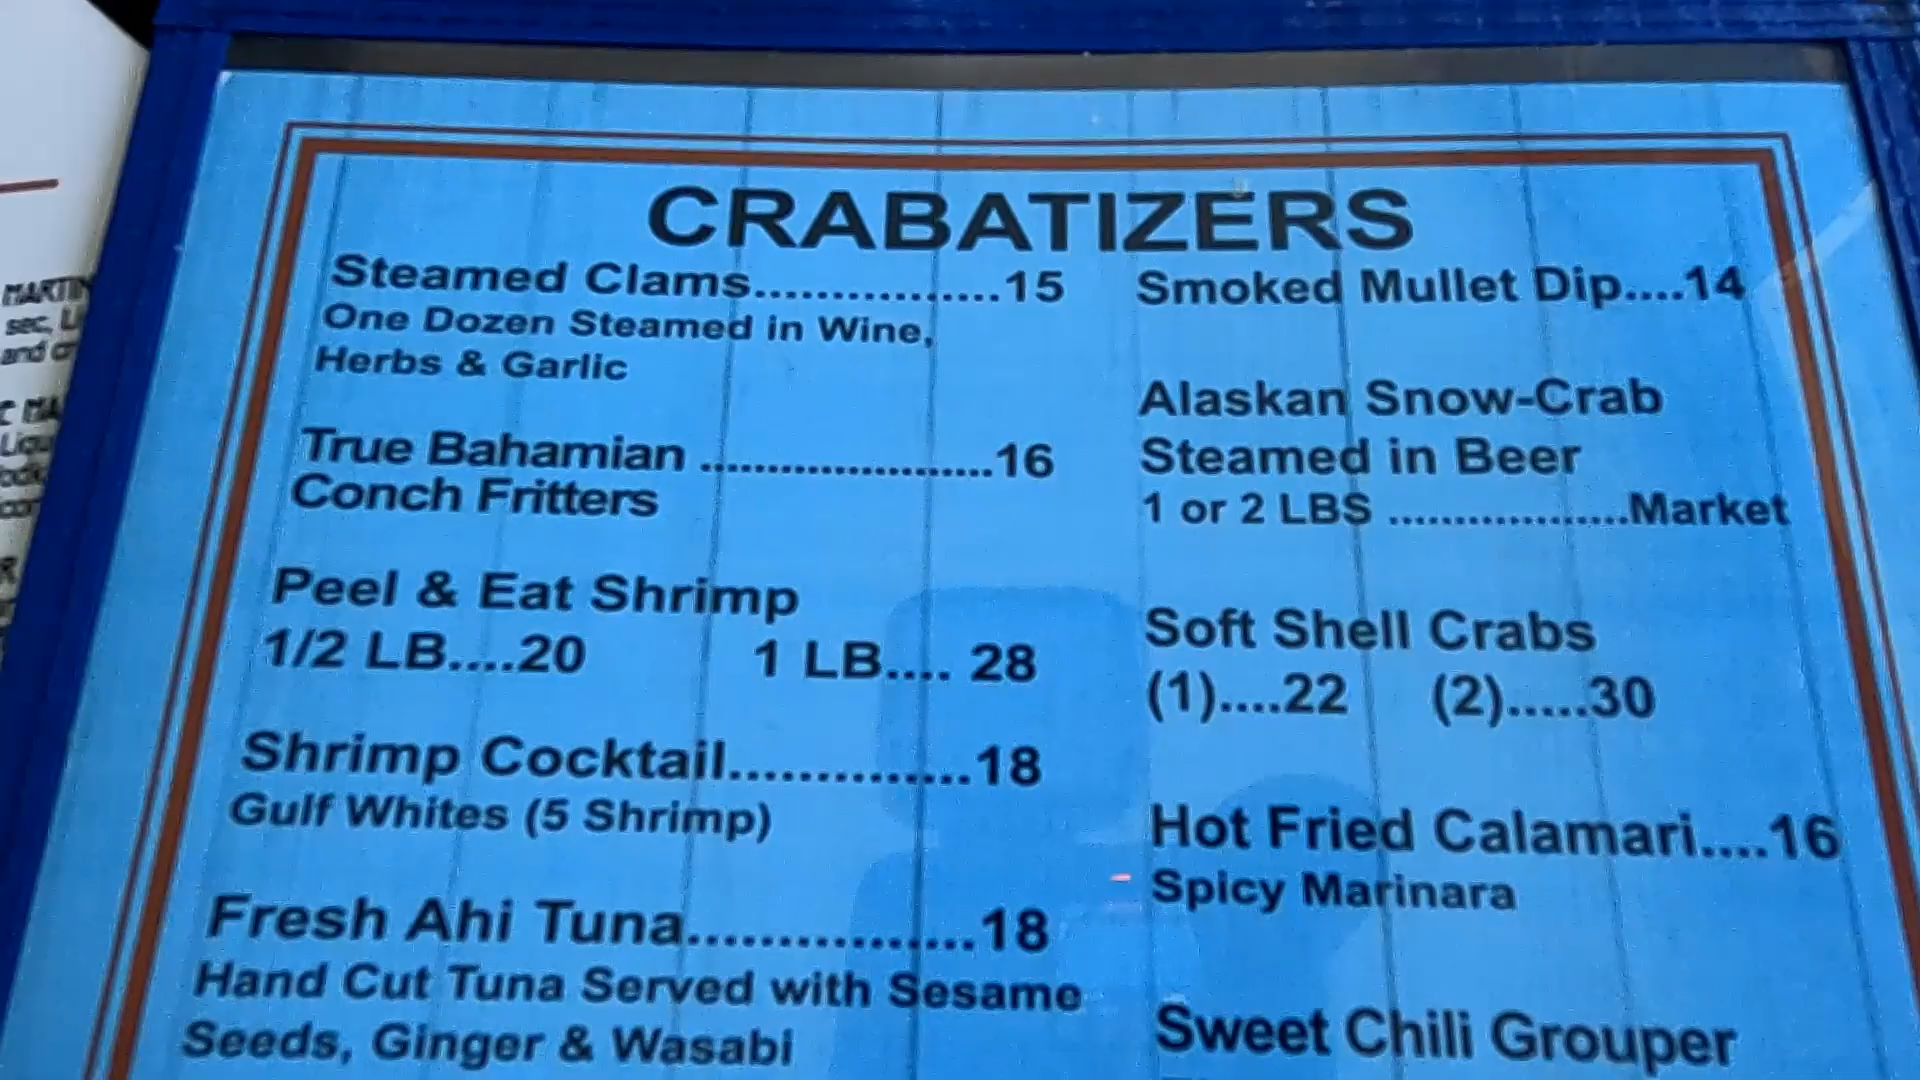 CRABATIZERS
Steamed Clams................15
One Dozen Steamed in Wine,
Herbs & Garlic
True Bahamian ......................16
Conch Fritters
Peel & Eat Shrimp
1/2 LB....20 1 LB.... 28
Shrimp Cocktail...............18
Gulf Whites (5 Shrimp)
Fresh Ahi Tuna................18
Hand Cut Tuna Served with Sesame
Seeds, Ginger & Wasabi
Smoked Mullet Dip....14
Alaskan Snow-Crab
Steamed in Beer
1 or 2 LBS ..................Market
Soft Shell Crabs
(1)....22 (2).....30
Hot Fried Calamari....16
Spicy Marinara
Sweet Chili Grouper